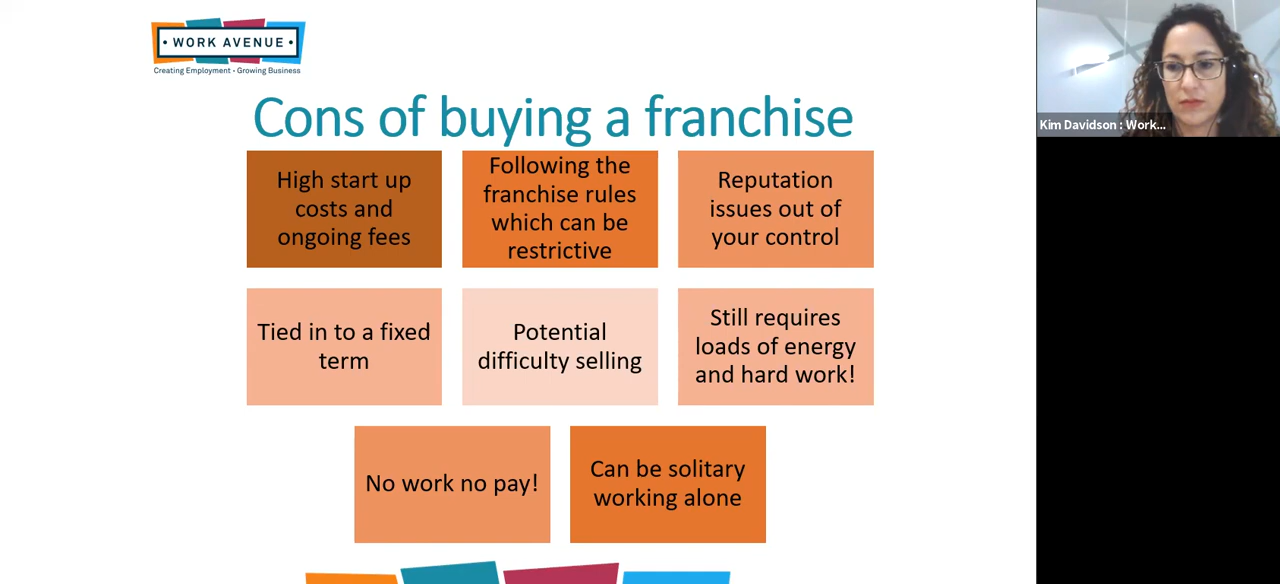 • WORK AVENUE •
Creating Employment • Growing Business
Cons of buying a franchise
High start up
costs and
ongoing fees
Following the
franchise rules
which can be
restrictive
Reputation
issues out of
your control
Tied in to a fixed
term
Potential
difficulty selling
Still requires
loads of energy
and hard work!
No work no pay!
Can be solitary
working alone
Kim Davidson : Work...